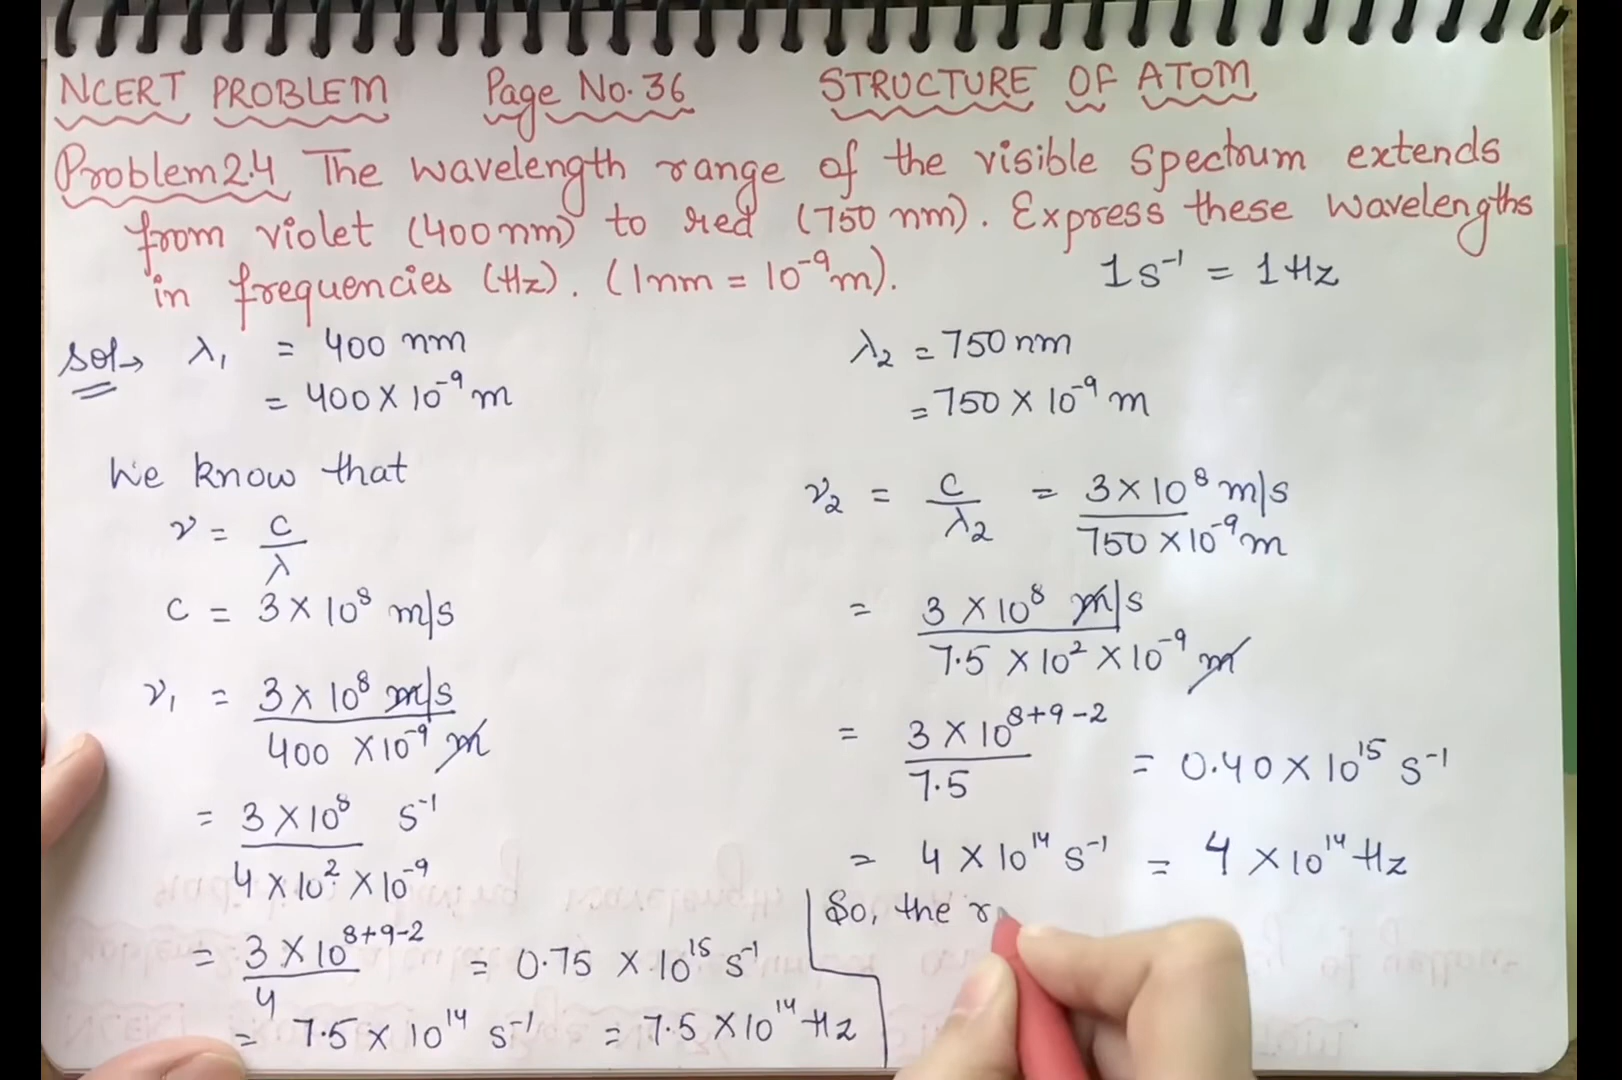 NCERT PROBLEM Page No. 36 STRUCTURE OF ATOM
Problem 2.4 The wavelength range of the visible spectrum extends
from violet (400 nm) to red (750 nm). Express these wavelengths
in frequencies (Hz). (1nm = 10⁻⁹m).
1 s⁻¹ = 1 Hz
Sol→ λ₁ = 400 nm
= 400 × 10⁻⁹ m
We know that
ν = c/λ
c = 3 × 10⁸ m/s
ν₁ = 3 × 10⁸ m/s / 400 × 10⁻⁹ m
= 3 × 10⁸ / 4 × 10² × 10⁻⁹ s⁻¹
= 3 × 10⁸⁺⁹⁻² / 4 = 0.75 × 10¹⁵ s⁻¹
= 7.5 × 10¹⁴ s⁻¹ = 7.5 × 10¹⁴ Hz
λ₂ = 750 nm
= 750 × 10⁻⁹ m
ν₂ = c/λ₂ = 3 × 10⁸ m/s / 750 × 10⁻⁹ m
= 3 × 10⁸ m/s / 7.5 × 10² × 10⁻⁹ m
= 3 × 10⁸⁺⁹⁻² / 7.5 = 0.40 × 10¹⁵ s⁻¹
= 4 × 10¹⁴ s⁻¹ = 4 × 10¹⁴ Hz
So, the r